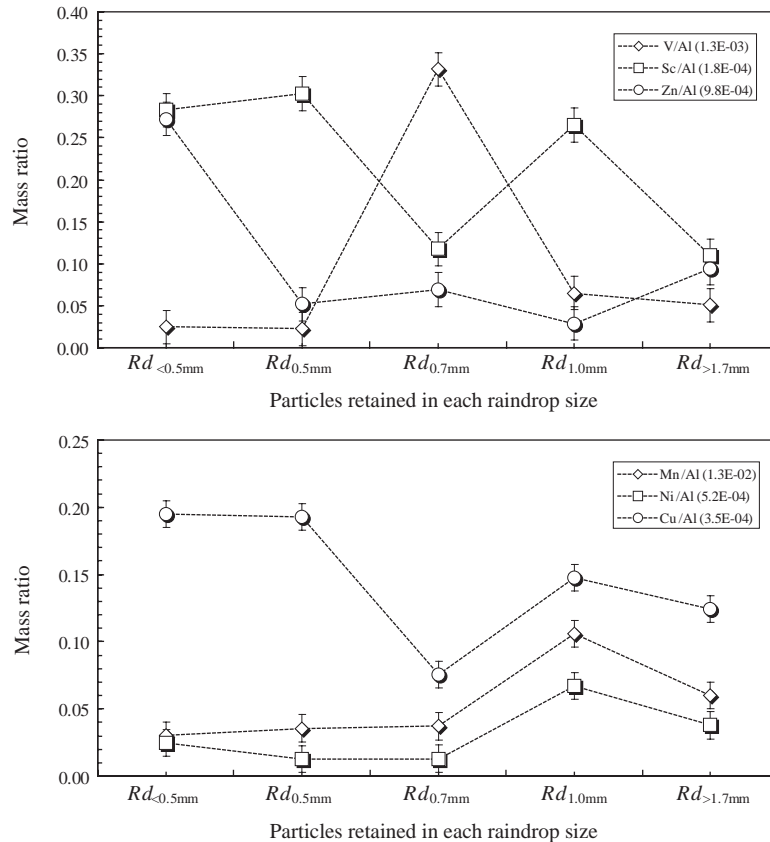 0.40
0.35
0.30
0.25
0.20
0.15
0.10
0.05
0.00
Mass ratio
V/Al (1.3E-03)
Sc/Al (1.8E-04)
Zn/Al (9.8E-04)
Rd<0.5mm Rd0.5mm Rd0.7mm Rd1.0mm Rd>1.7mm
Particles retained in each raindrop size
0.25
0.20
0.15
0.10
0.05
0.00
Mass ratio
Mn/Al (1.3E-02)
Ni/Al (5.2E-04)
Cu/Al (3.5E-04)
Rd<0.5mm Rd0.5mm Rd0.7mm Rd1.0mm Rd>1.7mm
Particles retained in each raindrop size